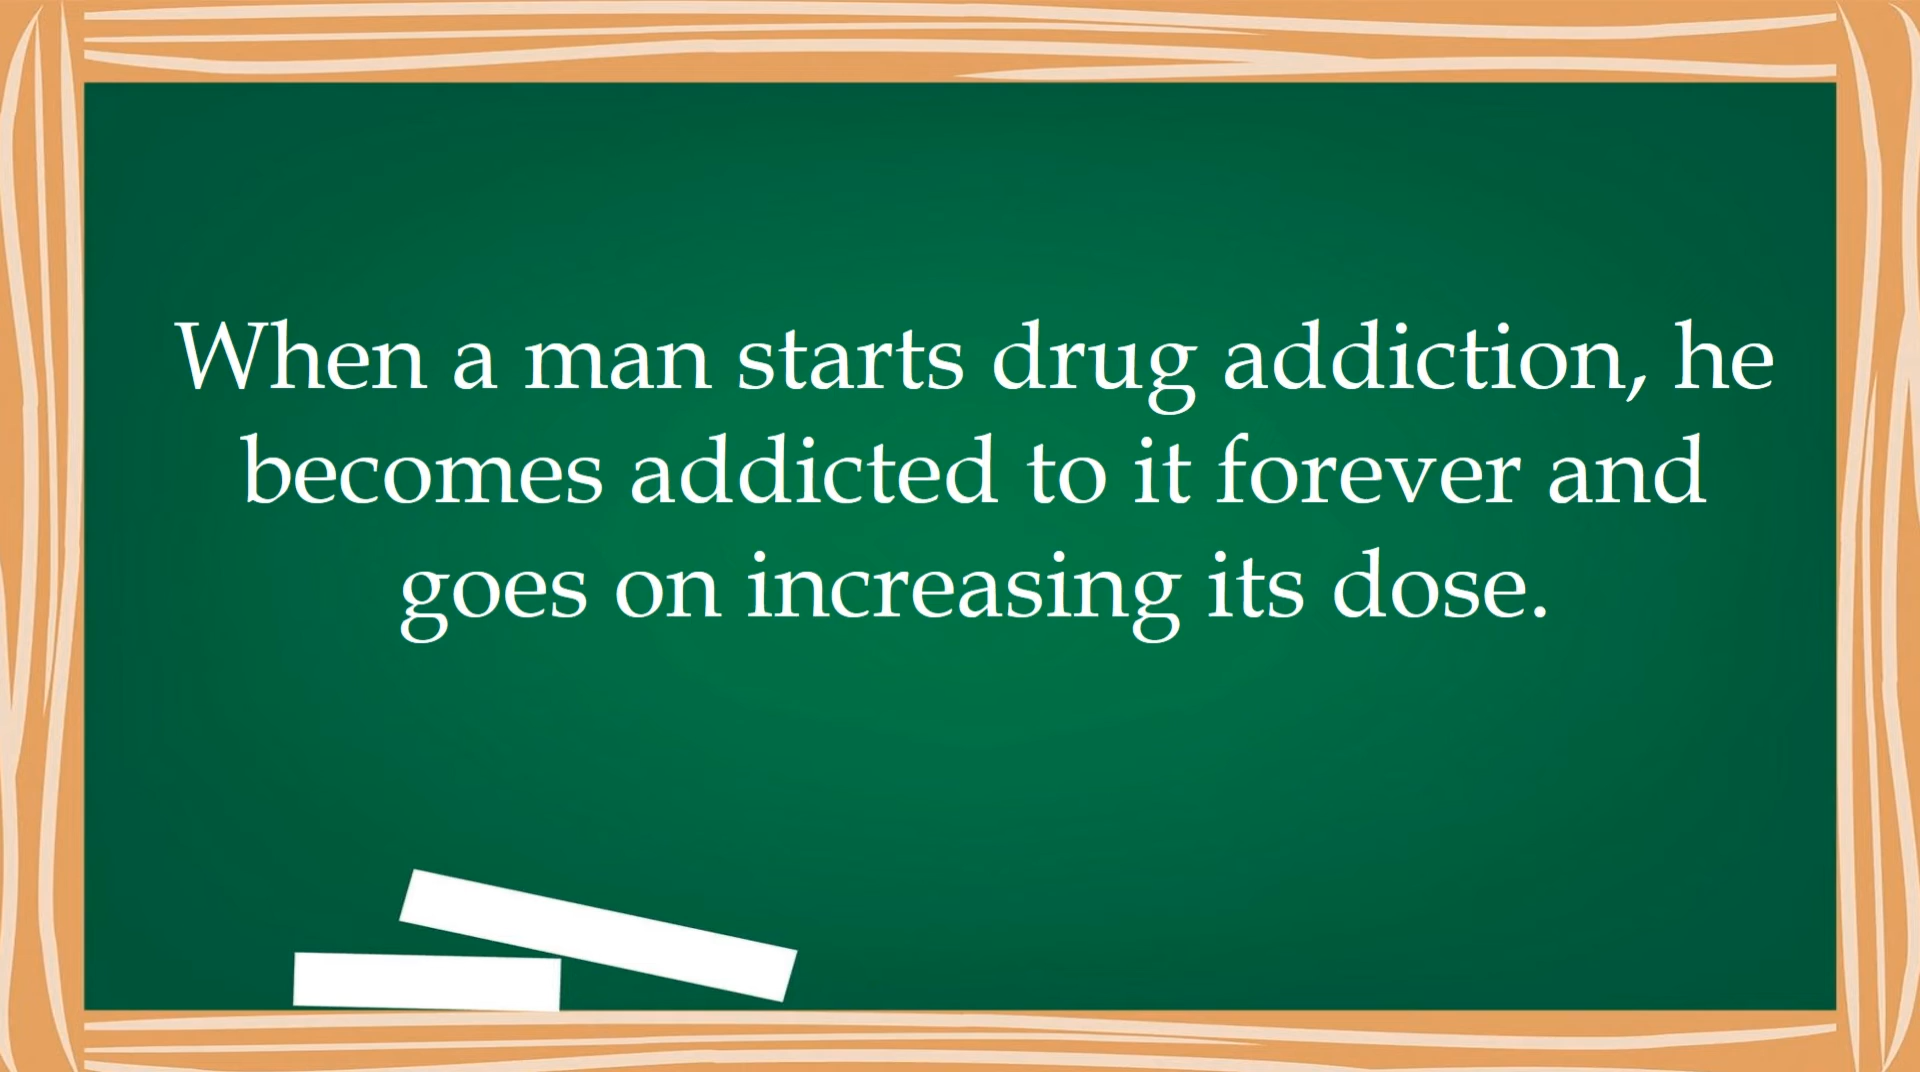 When a man starts drug addiction, he
becomes addicted to it forever and
goes on increasing its dose.